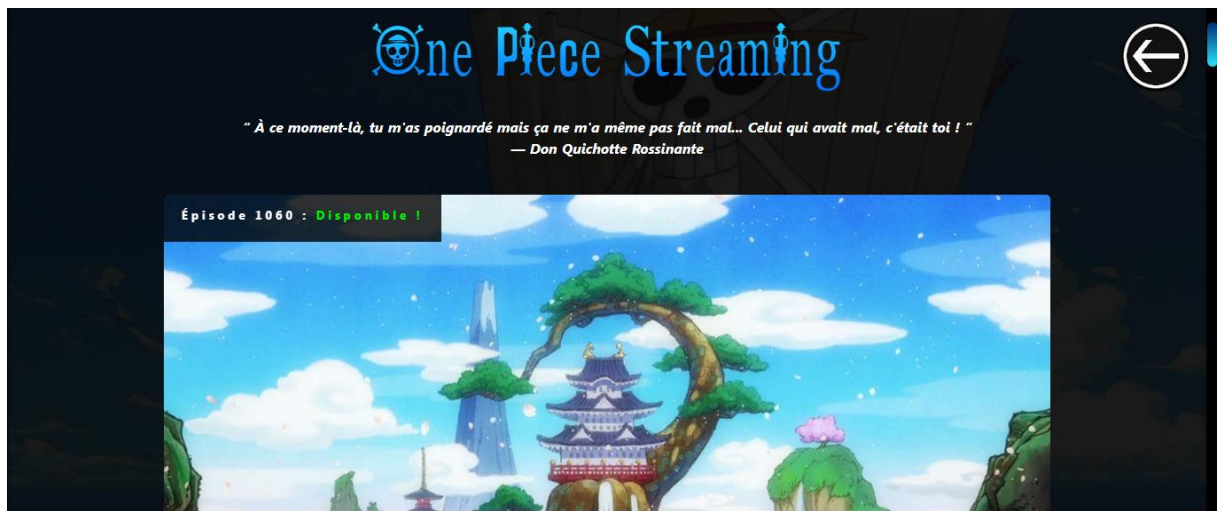 One Piece Streaming
“ À ce moment-là, tu m'as poignardé mais ça ne m'a même pas fait mal... Celui qui avait mal, c'était toi ! ”
— Don Quichotte Rossinante
Épisode 1060 : Disponible !